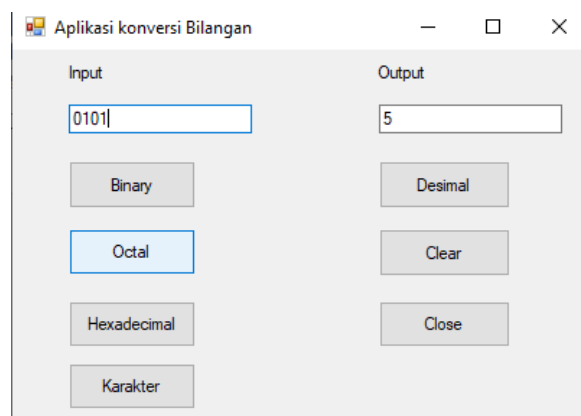 Aplikasi konversi Bilangan
Input
Output
0101
5
Binary
Desimal
Octal
Clear
Hexadecimal
Close
Karakter